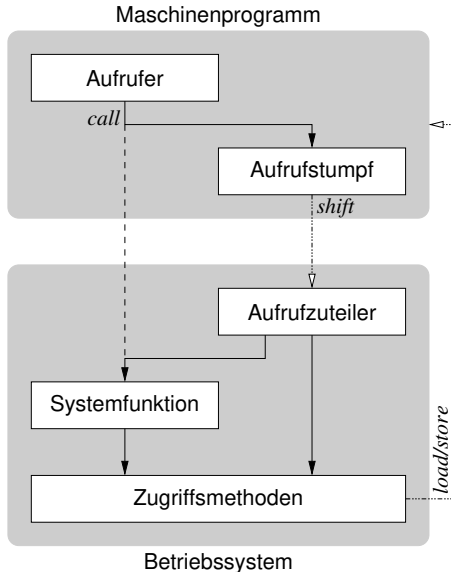 Maschinenprogramm
Aufrufer
call
Aufrufstumpf
shift
Aufrufzuteiler
Systemfunktion
load/store
Zugriffsmethoden
Betriebssystem